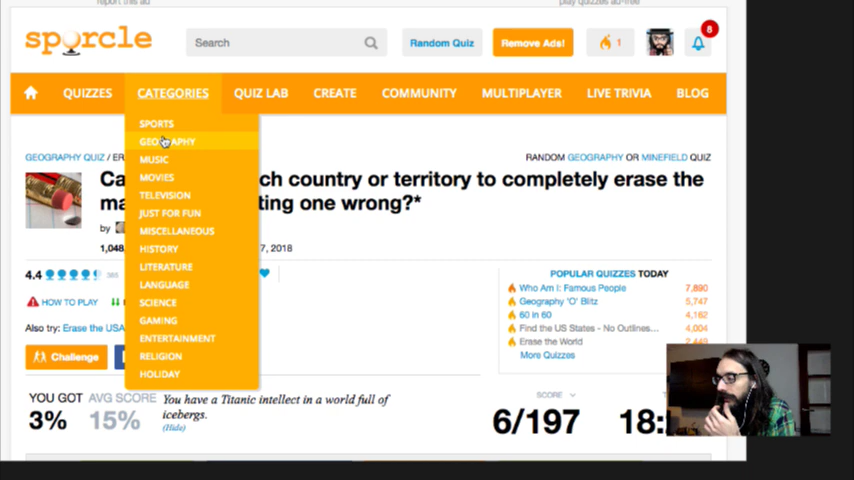 report this ad
play quizzes ad-free
sporcle
Search
Random Quiz
Remove Ads!
1
8
QUIZZES
CATEGORIES
QUIZ LAB
CREATE
COMMUNITY
MULTIPLAYER
LIVE TRIVIA
BLOG
SPORTS
GEOGRAPHY
MUSIC
MOVIES
TELEVISION
JUST FOR FUN
MISCELLANEOUS
HISTORY
LITERATURE
LANGUAGE
SCIENCE
GAMING
ENTERTAINMENT
RELIGION
HOLIDAY
GEOGRAPHY QUIZ / ER
RANDOM GEOGRAPHY OR MINEFIELD QUIZ
Ca ch country or territory to completely erase the
ma ting one wrong?*
by
1,048, 7, 2018
4.4
HOW TO PLAY
Also try: Erase the USA
Challenge
POPULAR QUIZZES TODAY
Who Am I: Famous People 7,890
Geography 'O' Blitz 5,747
60 in 60 4,162
Find the US States - No Outlines... 4,004
Erase the World
More Quizzes
YOU GOT
3%
AVG SCORE
15%
You have a Titanic intellect in a world full of
icebergs.
(Hide)
SCORE
6/197
18: